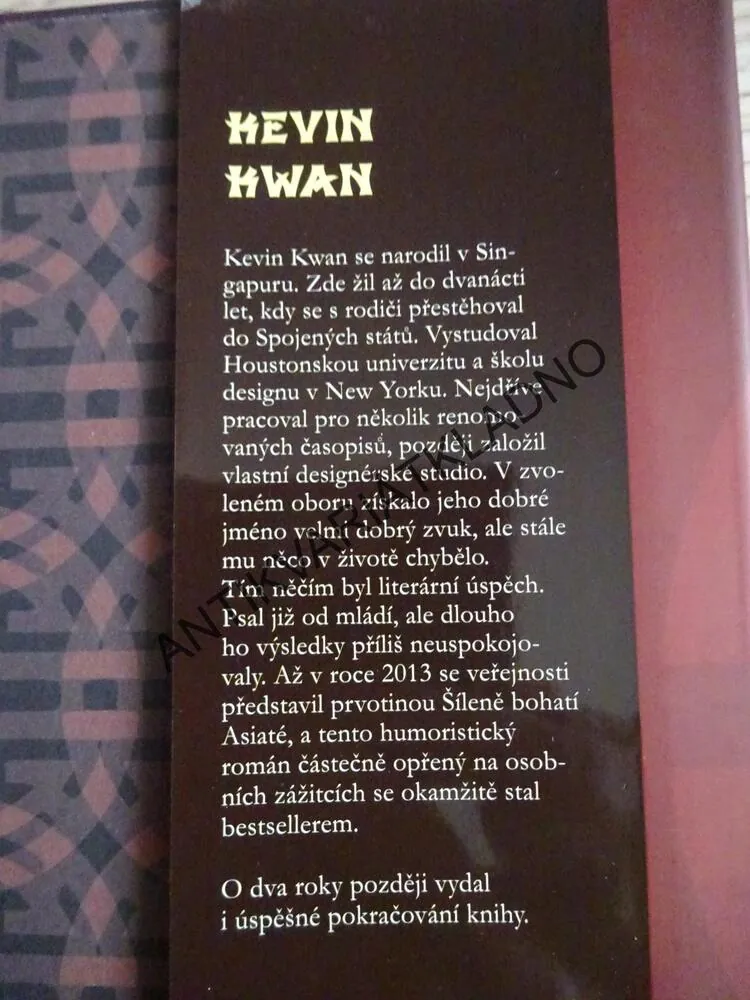 KEVIN
KWAN
Kevin Kwan se narodil v Sin-
gapuru. Zde žil až do dvanácti
let, kdy se s rodiči přestěhoval
do Spojených států. Vystudoval
Houstonskou univerzitu a školu
designu v New Yorku. Nejdříve
pracoval pro několik renomo-
vaných časopisů, později založil
vlastní designérské studio. V zvo-
leném oboru získalo jeho dobré
jméno velmi dobrý zvuk, ale stále
mu něco v životě chybělo.
Tím něčím byl literární úspěch.
Psal již od mládí, ale dlouho
ho výsledky příliš neuspokojo-
valy. Až v roce 2013 se veřejnosti
představil prvotinou Šíleně bohatí
Asiaté, a tento humoristický
román částečně opřený na osob-
ních zážitcích se okamžitě stal
bestsellerem.
O dva roky později vydal
i úspěšné pokračování knihy.
ANTIKVARIATKLADNO